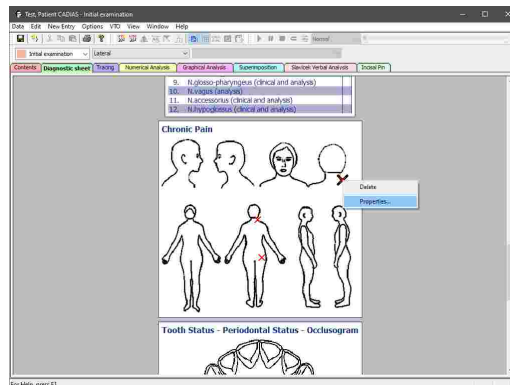 Test, Patient CADIAS - Initial examination
Data Edit New Entry Options VTO View Window Help
Normal
Initial examination Lateral
Contents Diagnostic sheet Tracing Numerical Analysis Graphical Analysis Superimposition Slavicek Verbal Analysis Incisal Pin
9. N.glosso-pharyngeus (clinical and analysis)
10. N.vagus (analysis)
11. N.accessorius (clinical and analysis)
12. N.hypoglossus (clinical and analysis)
Chronic Pain
Delete
Properties...
Tooth Status - Periodontal Status - Occlusogram
For Help, press F1